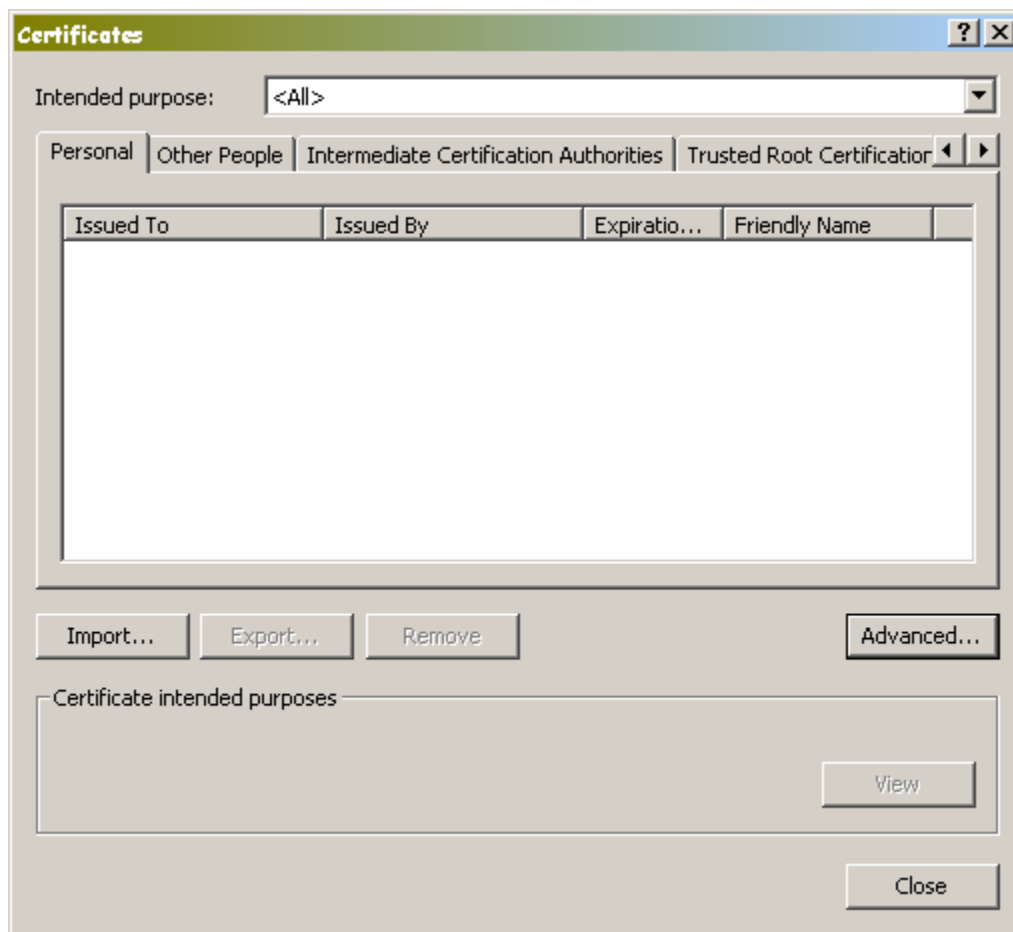 Certificates
Intended purpose: <All>
Personal Other People Intermediate Certification Authorities Trusted Root Certification
Issued To Issued By Expiratio... Friendly Name
Import... Export... Remove Advanced...
Certificate intended purposes
View
Close